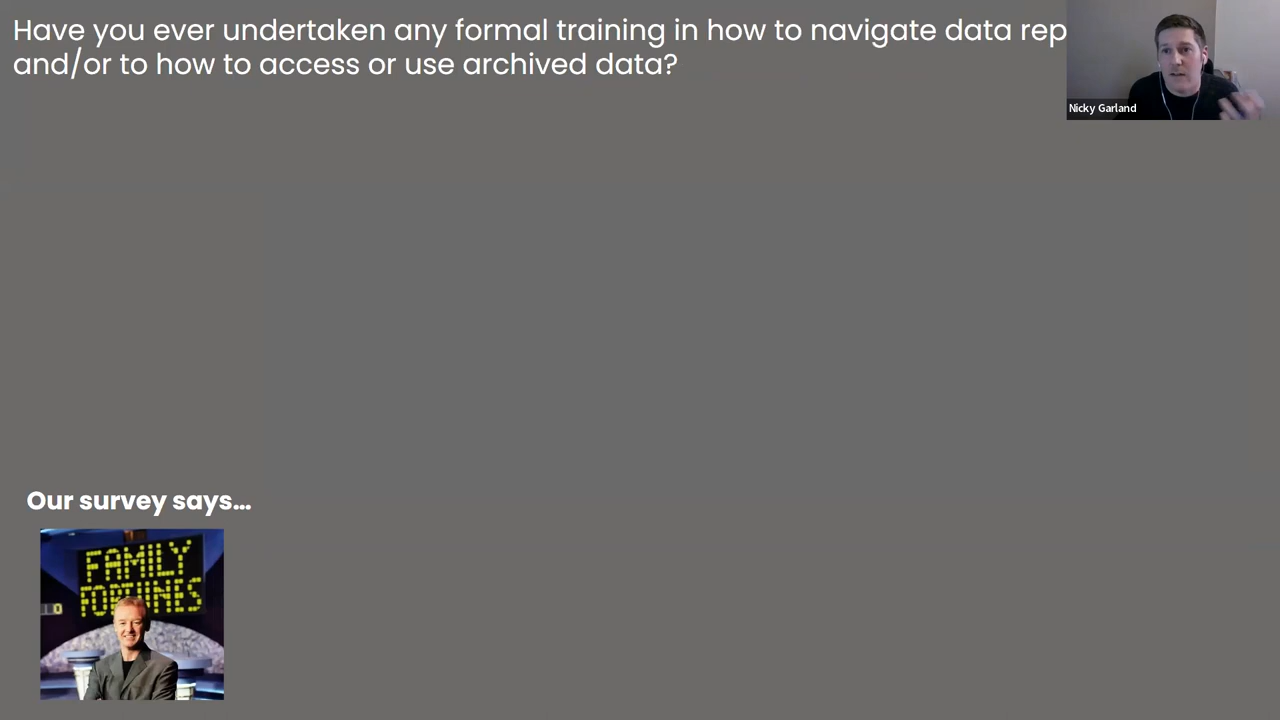 Have you ever undertaken any formal training in how to navigate data rep
and/or to how to access or use archived data?
Nicky Garland
Our survey says...
FAMILY
FORTUNES
0